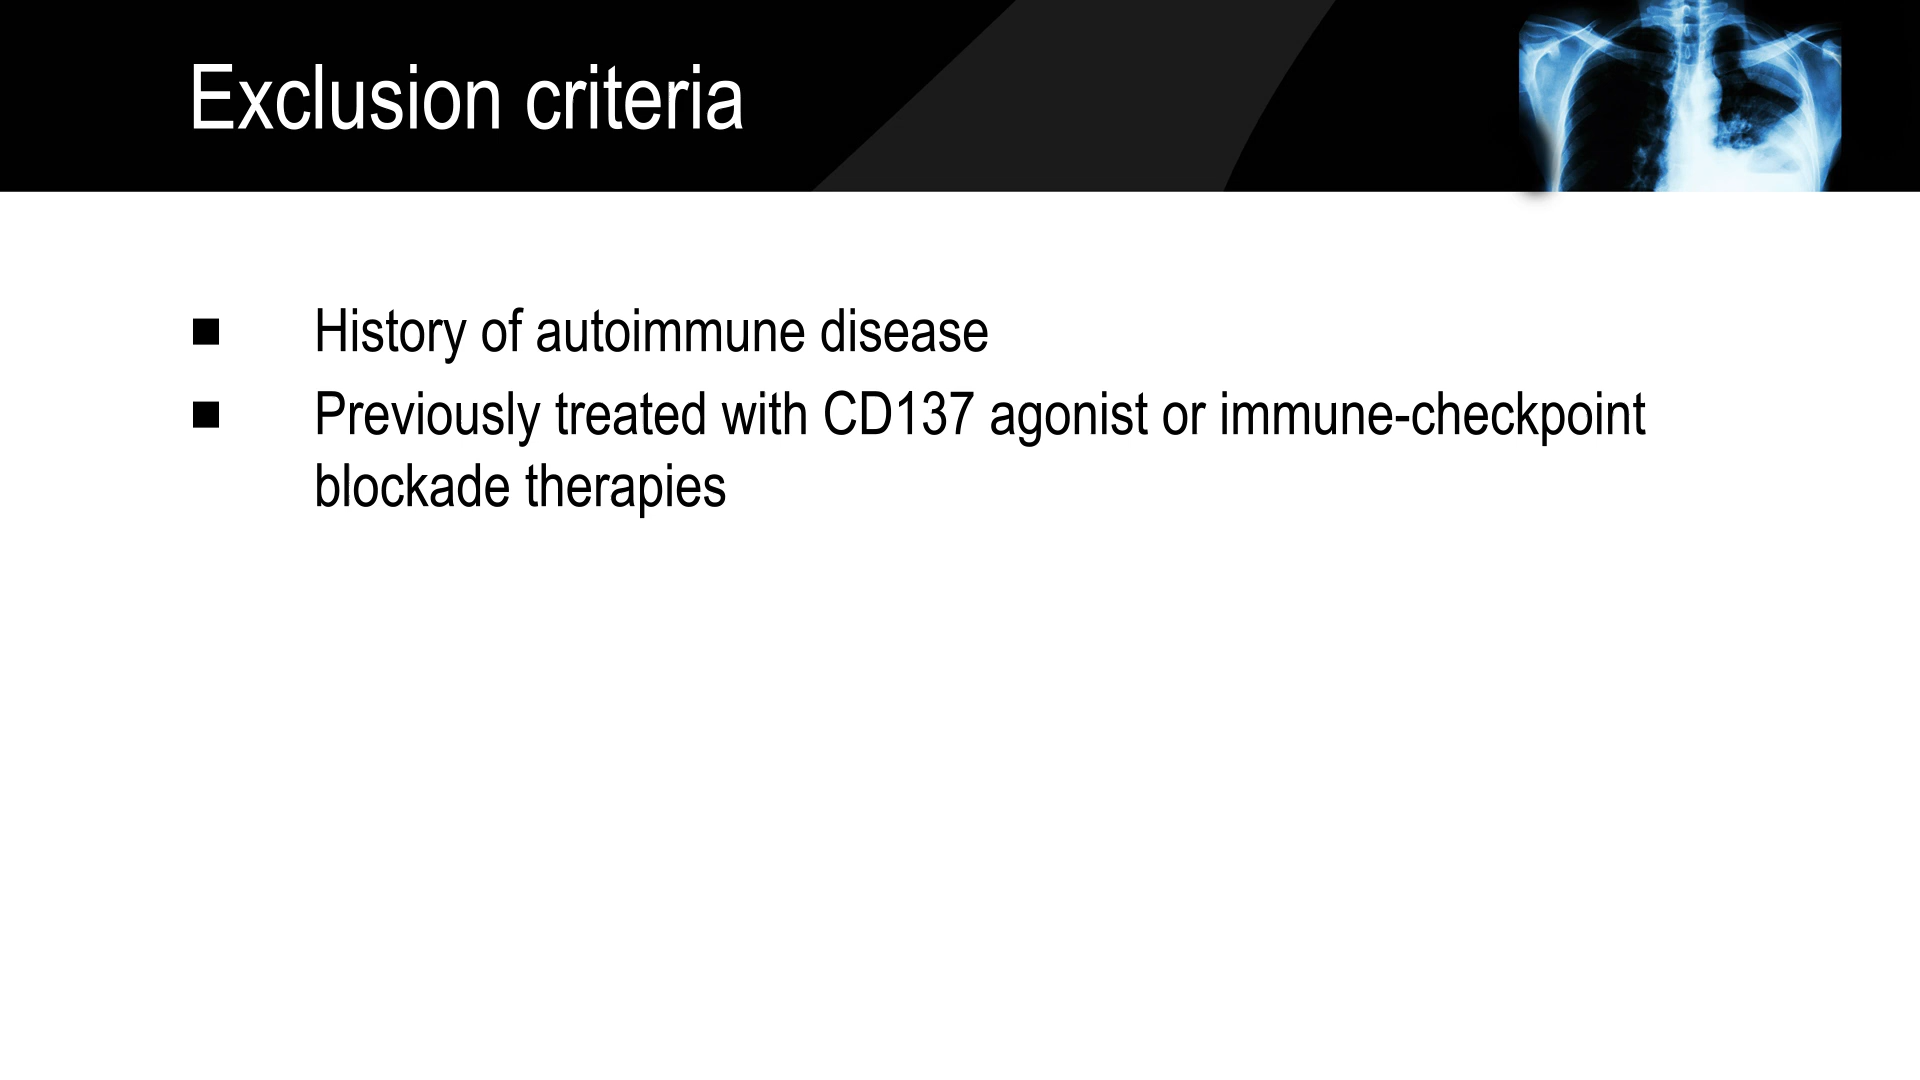 Exclusion criteria
■ History of autoimmune disease
■ Previously treated with CD137 agonist or immune-checkpoint
blockade therapies